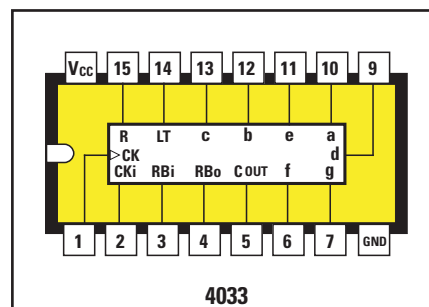 VCC 15 14 13 12 11 10 9
R LT c b e a
CK d
CKi RBi RBo COUT f g
1 2 3 4 5 6 7 GND
4033